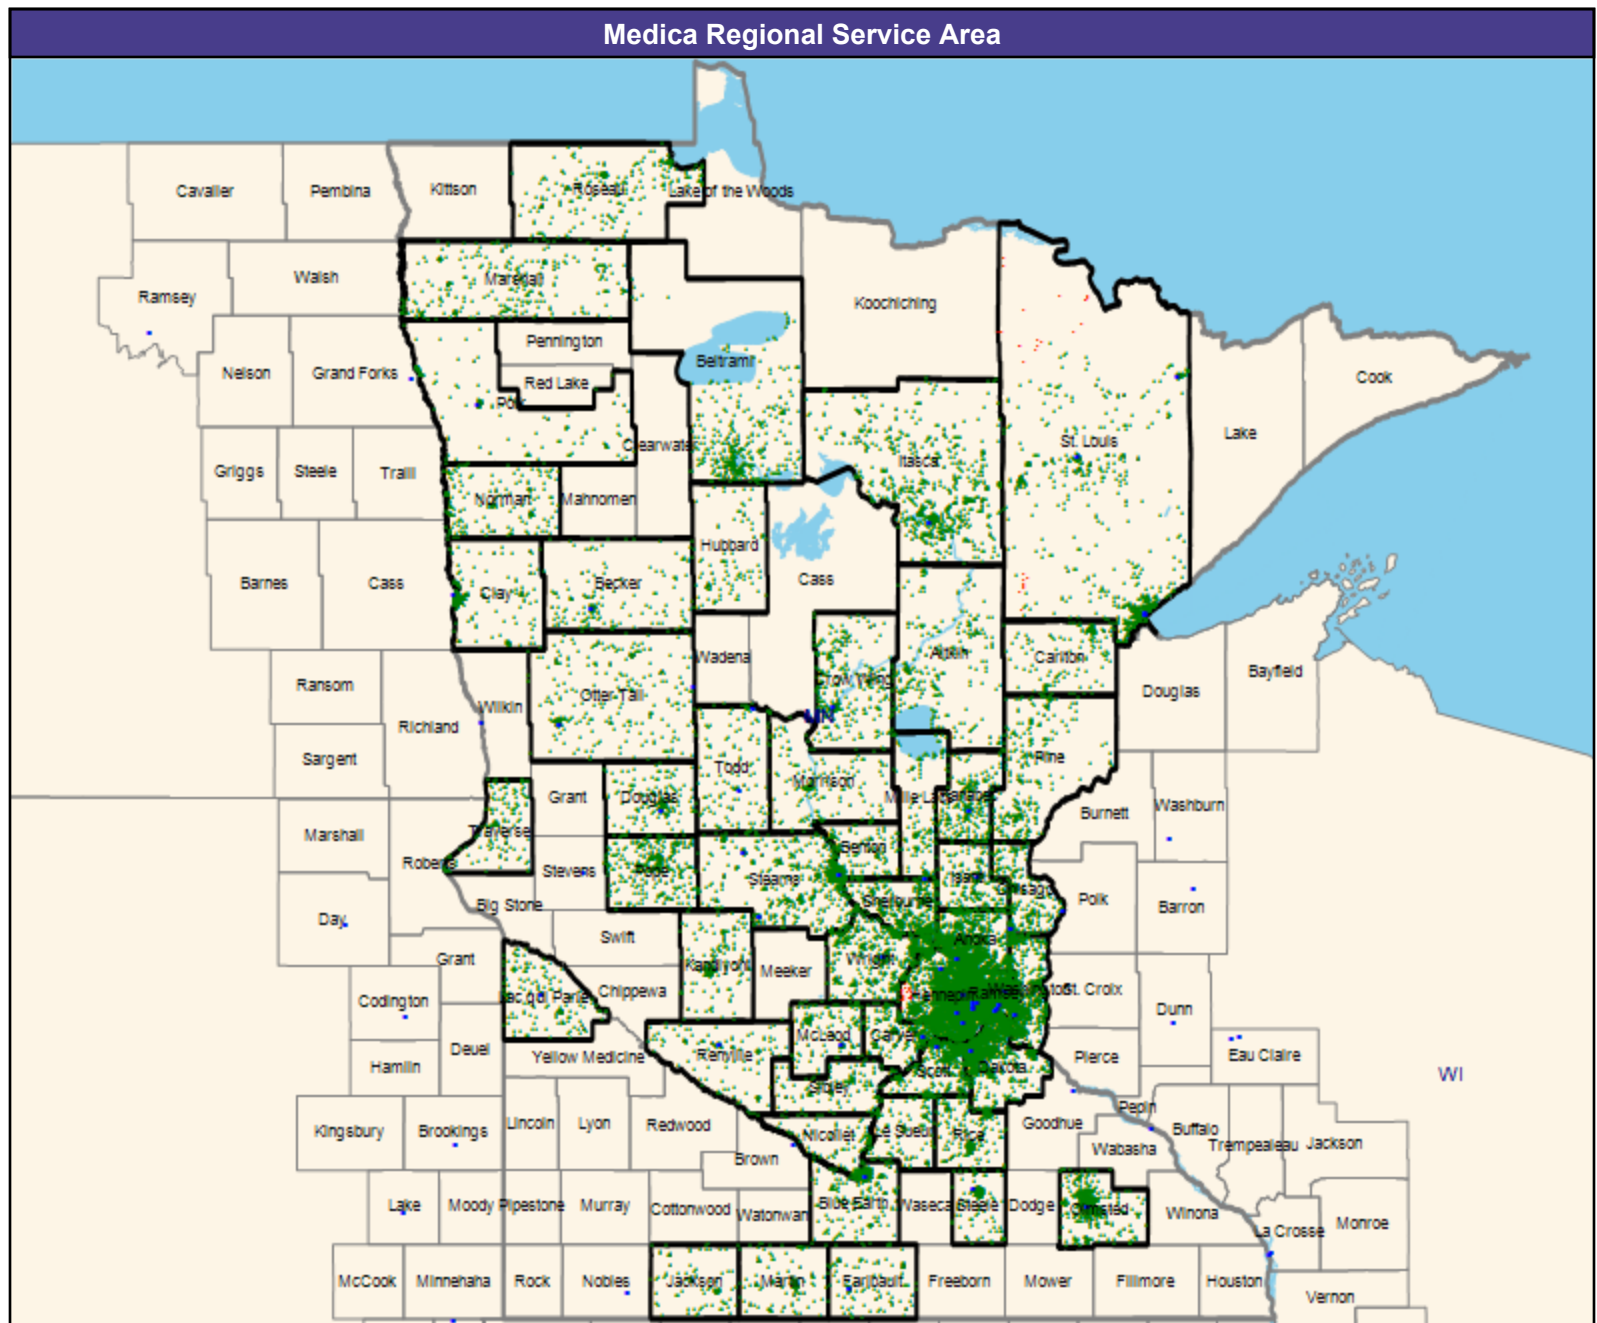 Medica Regional Service Area
Cavalier
Pembina
Kittson
Roseau
Lake of the Woods
Ramsey
Walsh
Marshall
Koochiching
Nelson
Grand Forks
Pennington
Red Lake
Polk
Beltrami
Clearwater
St. Louis
Lake
Cook
Griggs
Steele
Traill
Norman
Mahnomen
Itasca
Hubbard
Cass
Barnes
Cass
Clay
Becker
Wadena
Crow Wing
Aitkin
Carlton
Douglas
Bayfield
Ransom
Richland
Wilkin
Otter Tail
MN
Sargent
Todd
Morrison
Mille Lacs
Kanabec
Pine
Burnett
Washburn
Marshall
Roberts
Traverse
Grant
Douglas
Stevens
Pope
Stearns
Benton
Sherburne
Isanti
Chisago
Polk
Barron
Day
Big Stone
Swift
Grant
Codington
Lac qui Parle
Chippewa
Kandiyohi
Meeker
Wright
Anoka
Hennepin
Ramsey
Washington
St. Croix
Dunn
Deuel
Hamlin
Yellow Medicine
Renville
McLeod
Carver
Scott
Dakota
Pierce
Eau Claire
WI
Sibley
Kingsbury
Brookings
Lincoln
Lyon
Redwood
Brown
Nicollet
Le Sueur
Rice
Goodhue
Wabasha
Pepin
Buffalo
Trempealeau
Jackson
Lake
Moody
Pipestone
Murray
Cottonwood
Watonwan
Blue Earth
Waseca
Steele
Dodge
Olmsted
Winona
La Crosse
Monroe
McCook
Minnehaha
Rock
Nobles
Jackson
Martin
Faribault
Freeborn
Mower
Fillmore
Houston
Vernon